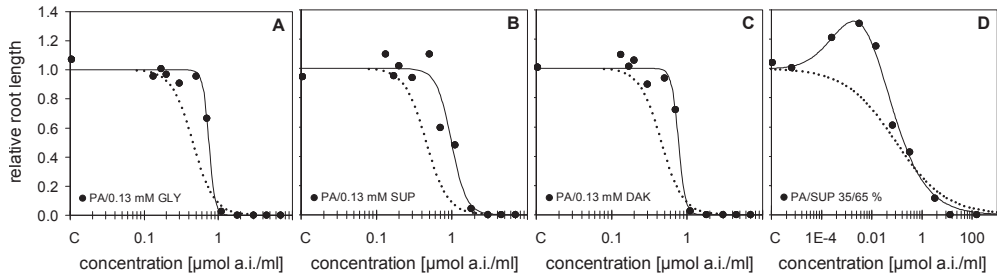 A
B
C
D
1.4
1.2
1.0
0.8
0.6
0.4
0.2
0.0
relative root length
PA/0.13 mM GLY
PA/0.13 mM SUP
PA/0.13 mM DAK
PA/SUP 35/65 %
C 0.1 1
C 0.1 1
C 0.1 1
C 1E-4 0.01 1 100
concentration [µmol a.i./ml]
concentration [µmol a.i./ml]
concentration [µmol a.i./ml]
concentration [µmol a.i./ml]